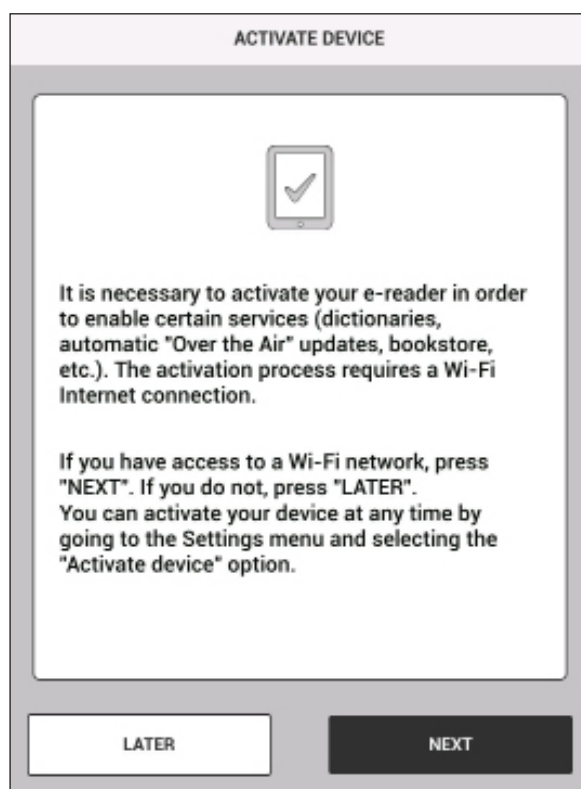 ACTIVATE DEVICE
It is necessary to activate your e-reader in order
to enable certain services (dictionaries,
automatic "Over the Air" updates, bookstore,
etc.). The activation process requires a Wi-Fi
Internet connection.
If you have access to a Wi-Fi network, press
"NEXT". If you do not, press "LATER".
You can activate your device at any time by
going to the Settings menu and selecting the
"Activate device" option.
LATER
NEXT